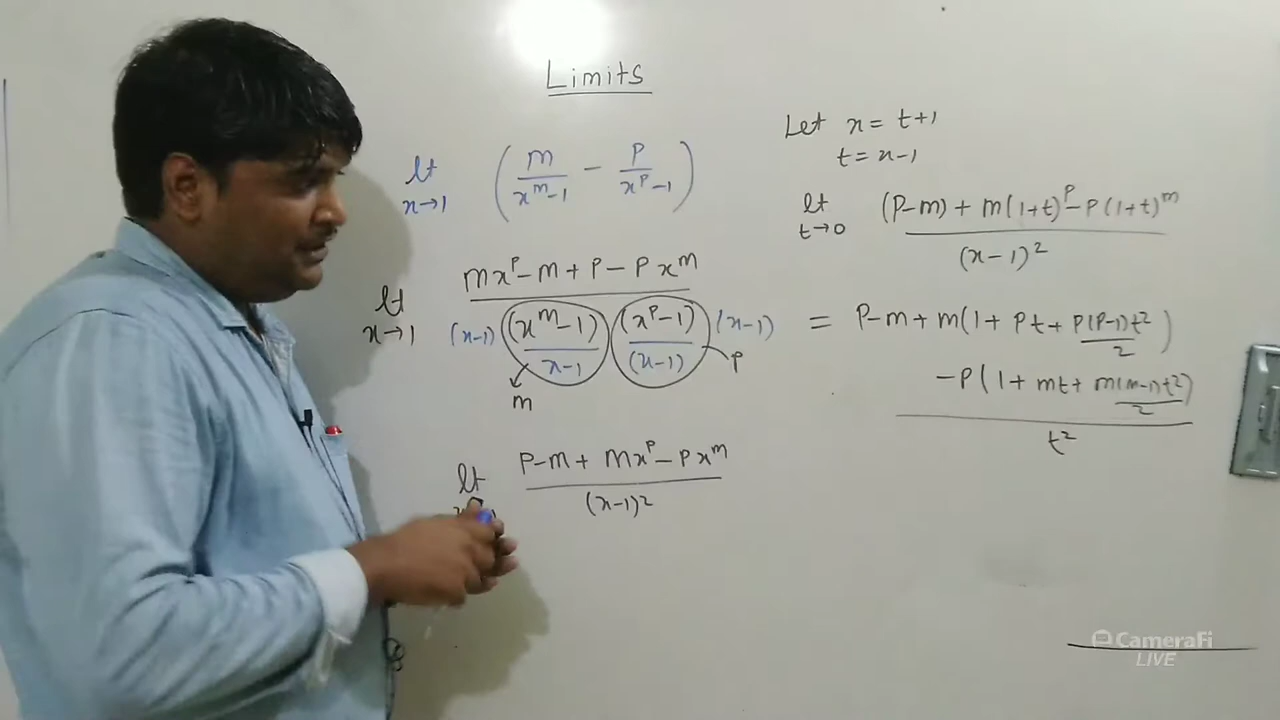 Limits
lt x→1 (m/x^m-1 - p/x^p-1)
lt x→1 mx^p-m+p-px^m
(x-1) (x^m-1)/x-1 (x^p-1)/(x-1) (x-1)
m
p
lt p-m+mx^p-px^m
(x-1)^2
Let x = t+1
t = x-1
lt t→0 (p-m)+m(1+t)^p-p(1+t)^m
(x-1)^2
= p-m+m(1+pt+p(p-1)t^2/2)
-p(1+mt+m(m-1)t^2/2)
t^2
CameraFi
LIVE